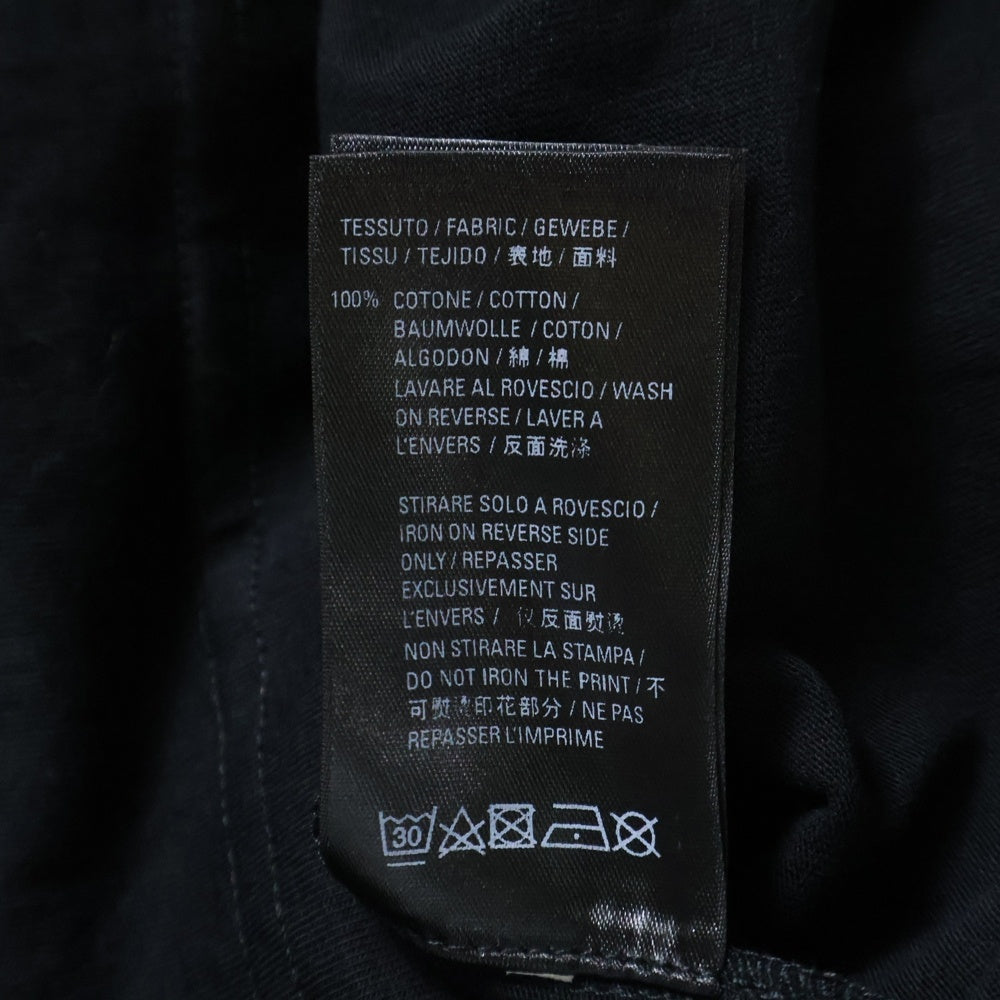 TESSUTO / FABRIC / GEWEBE /
TISSU / TEJIDO / 表地 / 面料
100% COTONE / COTTON /
BAUMWOLLE / COTON /
ALGODON / 綿 / 棉
LAVARE AL ROVESCIO / WASH
ON REVERSE / LAVER A
L'ENVERS / 反面洗涤
STIRARE SOLO A ROVESCIO /
IRON ON REVERSE SIDE
ONLY / REPASSER
EXCLUSIVEMENT SUR
L'ENVERS / 仅反面熨烫
NON STIRARE LA STAMPA /
DO NOT IRON THE PRINT / 不
可熨烫印花部分 / NE PAS
REPASSER L'IMPRIME
30